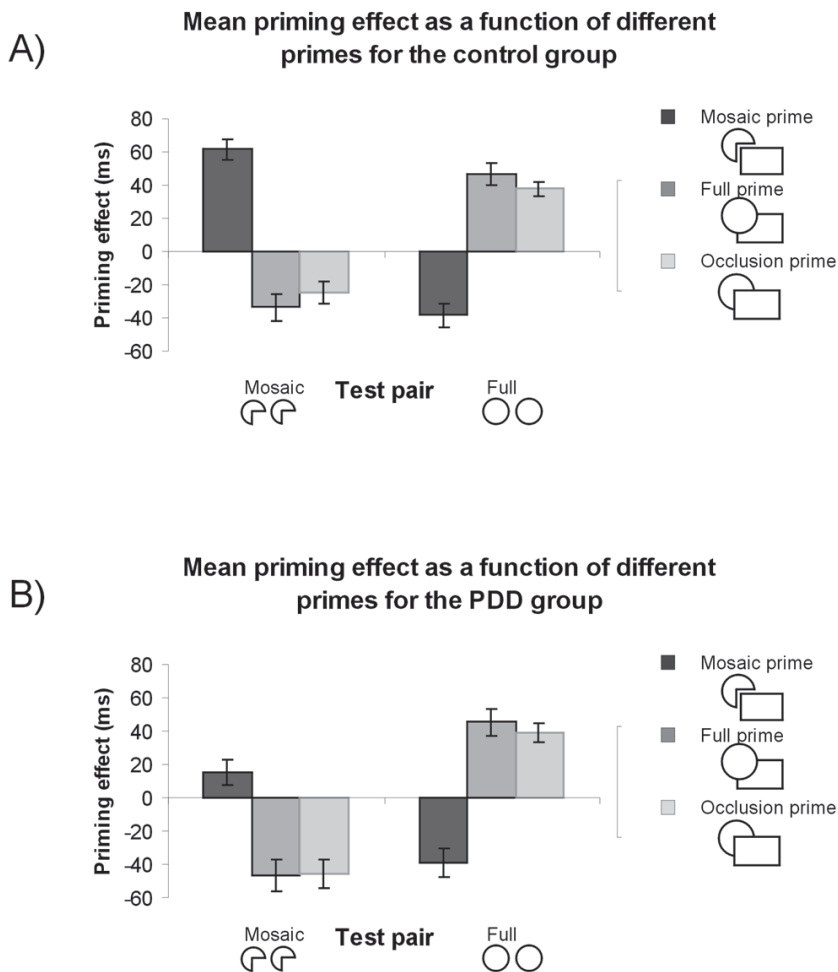 A)
Mean priming effect as a function of different
primes for the control group
Priming effect (ms)
80
60
40
20
0
-20
-40
-60
Mosaic
Test pair
Full
Mosaic prime
Full prime
Occlusion prime
B)
Mean priming effect as a function of different
primes for the PDD group
Priming effect (ms)
80
60
40
20
0
-20
-40
-60
Mosaic
Test pair
Full
Mosaic prime
Full prime
Occlusion prime